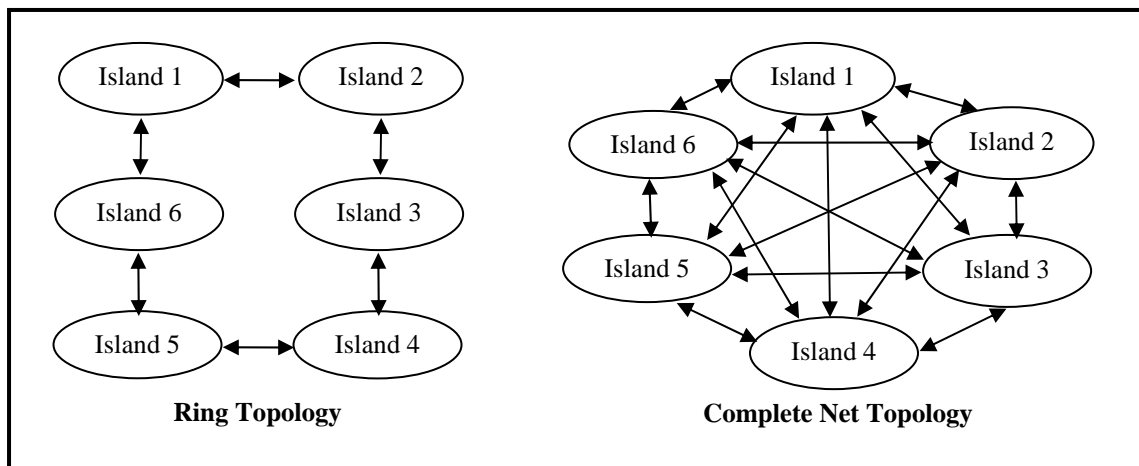 Island 1
Island 2
Island 6
Island 3
Island 5
Island 4
Ring Topology
Island 1
Island 6
Island 2
Island 5
Island 3
Island 4
Complete Net Topology